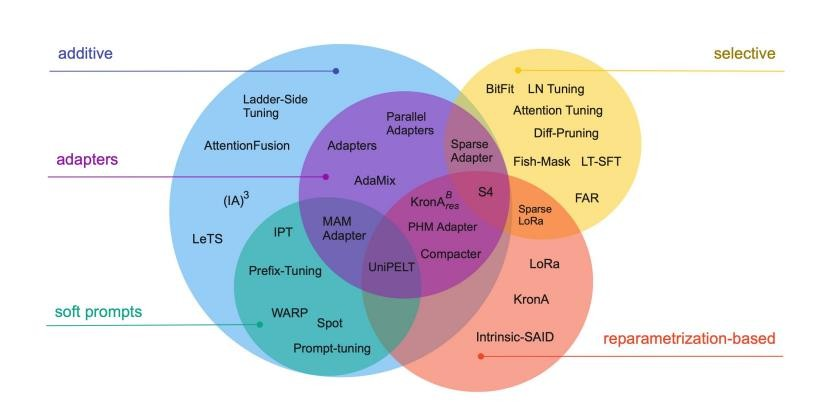 additive
selective
BitFit LN Tuning
Ladder-Side
Tuning
Attention Tuning
Parallel
Adapters
Diff-Pruning
AttentionFusion
Adapters
Sparse
Adapter
adapters
Fish-Mask LT-SFT
AdaMix
(IA)³
KronA^B_res
S4
FAR
Sparse
LoRa
LeTS
IPT
MAM
Adapter
PHM Adapter
Compacter
Prefix-Tuning
UniPELT
LoRa
KronA
soft prompts
WARP
Spot
Intrinsic-SAID
reparametrization-based
Prompt-tuning